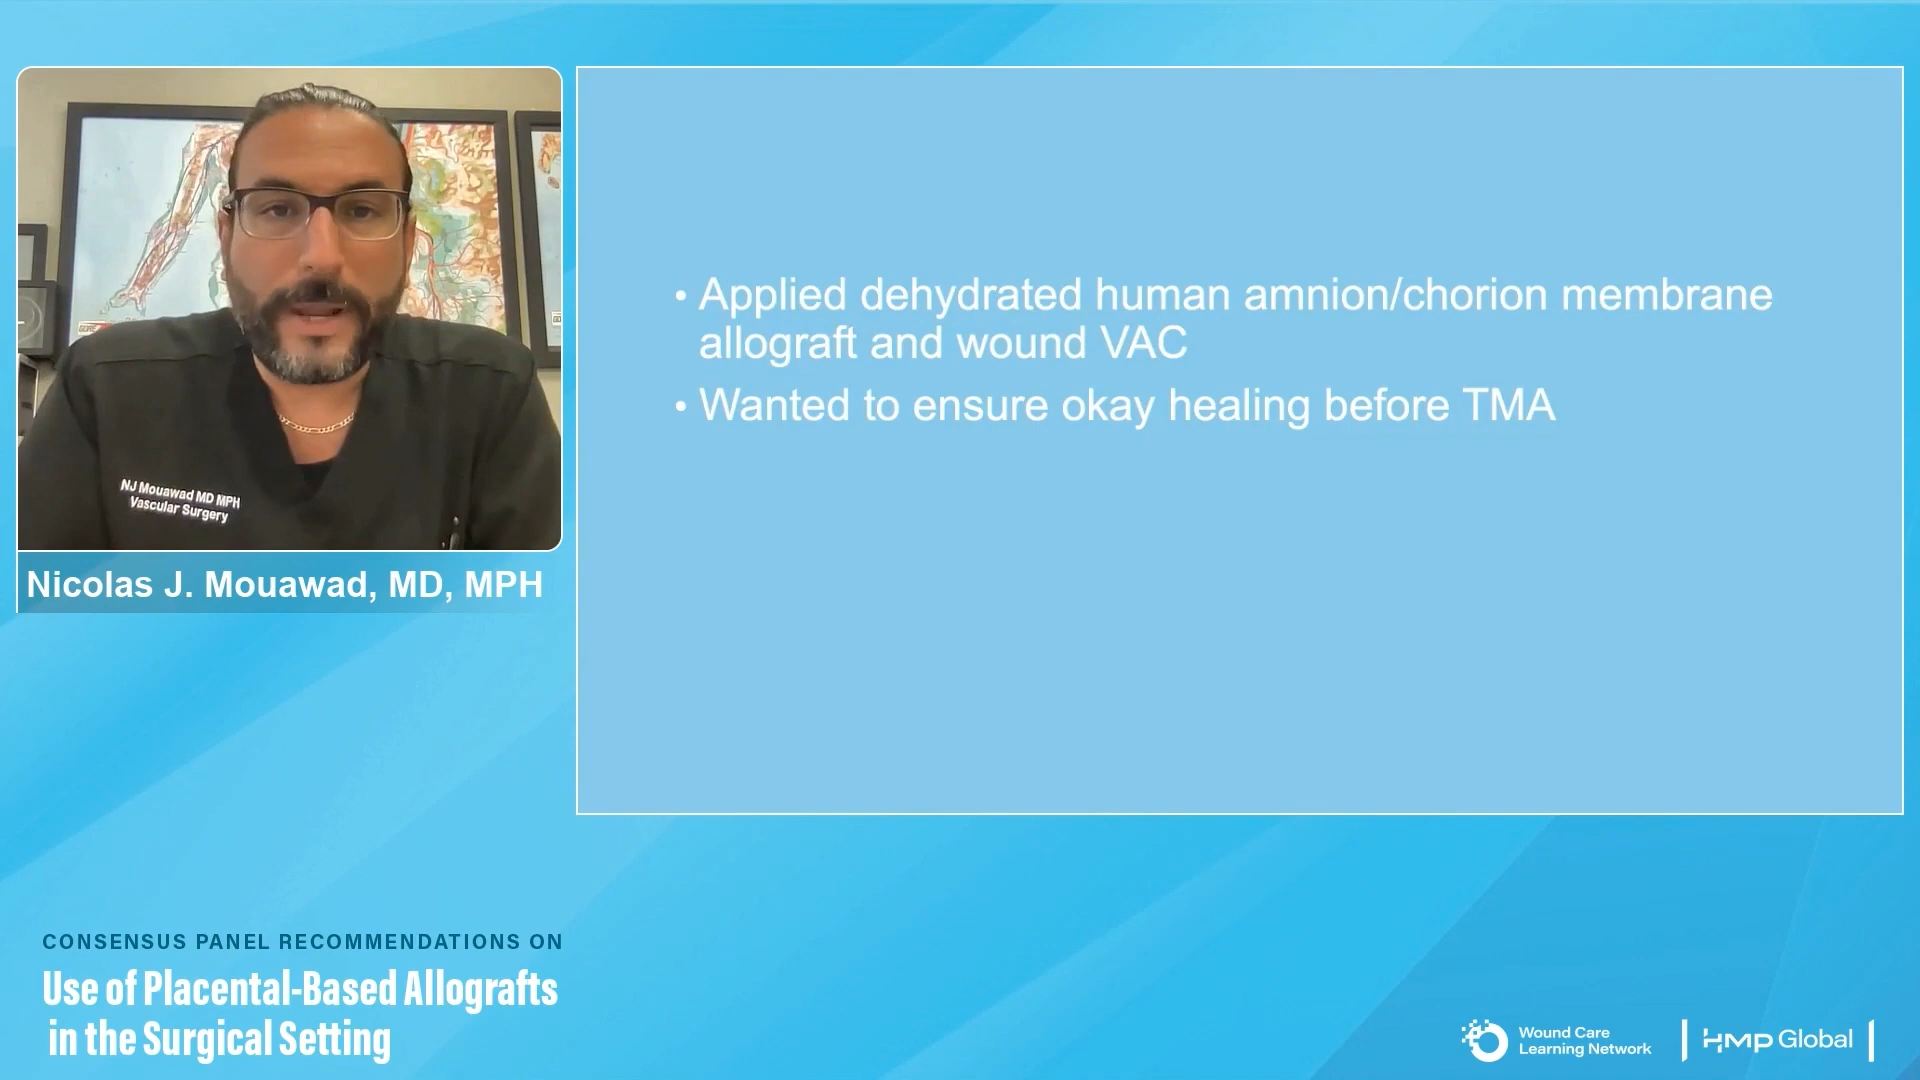 NJ Mouawad MD MPH
Vascular Surgery
Nicolas J. Mouawad, MD, MPH
• Applied dehydrated human amnion/chorion membrane
allograft and wound VAC
• Wanted to ensure okay healing before TMA
CONSENSUS PANEL RECOMMENDATIONS ON
Use of Placental-Based Allografts
in the Surgical Setting
Wound Care
Learning Network
HMP Global